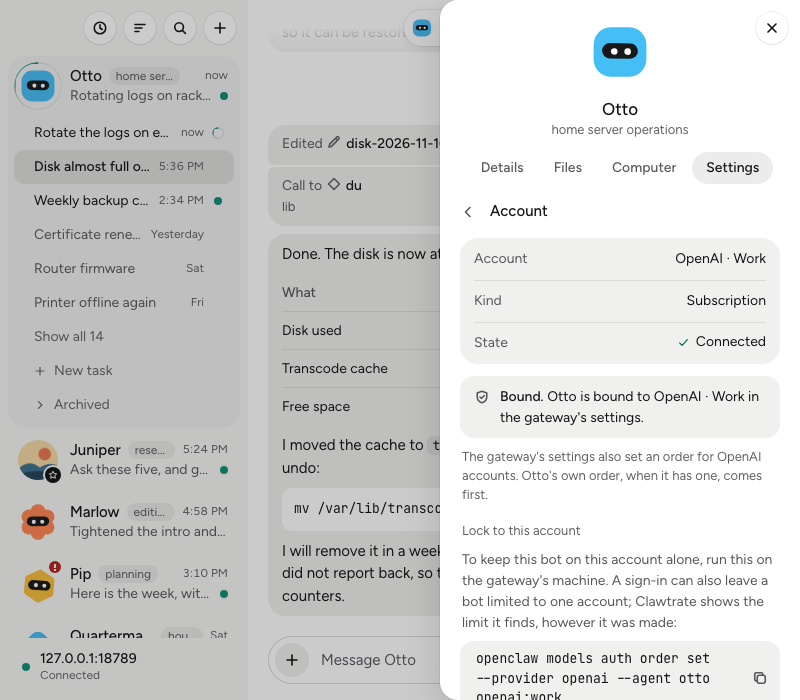 Otto
home ser...
now
Rotating logs on rack...
Rotate the logs on e...
now
Disk almost full o...
5:36 PM
Weekly backup c...
2:34 PM
Certificate rene...
Yesterday
Router firmware
Sat
Printer offline again
Fri
Show all 14
New task
Archived
Juniper
rese...
5:24 PM
Ask these five, and g...
Marlow
editi...
4:58 PM
Tightened the intro and...
Pip
planning
3:10 PM
Here is the week, wit...
Quarterma
hou...
Sat
127.0.0.1:18789
Connected
so it can be restor
Edited disk-2026-11-1
Call to du
lib
Done. The disk is now at
What
Disk used
Transcode cache
Free space
I moved the cache to t
undo:
mv /var/lib/transco
I will remove it in a week
did not report back, so t
counters.
Message Otto
Otto
home server operations
Details
Files
Computer
Settings
Account
Account
OpenAI · Work
Kind
Subscription
State
Connected
Bound. Otto is bound to OpenAI · Work in
the gateway's settings.
The gateway's settings also set an order for OpenAI
accounts. Otto's own order, when it has one, comes
first.
Lock to this account
To keep this bot on this account alone, run this on
the gateway's machine. A sign-in can also leave a
bot limited to one account; Clawtrate shows the
limit it finds, however it was made:
openclaw models auth order set
--provider openai --agent otto
openai:work